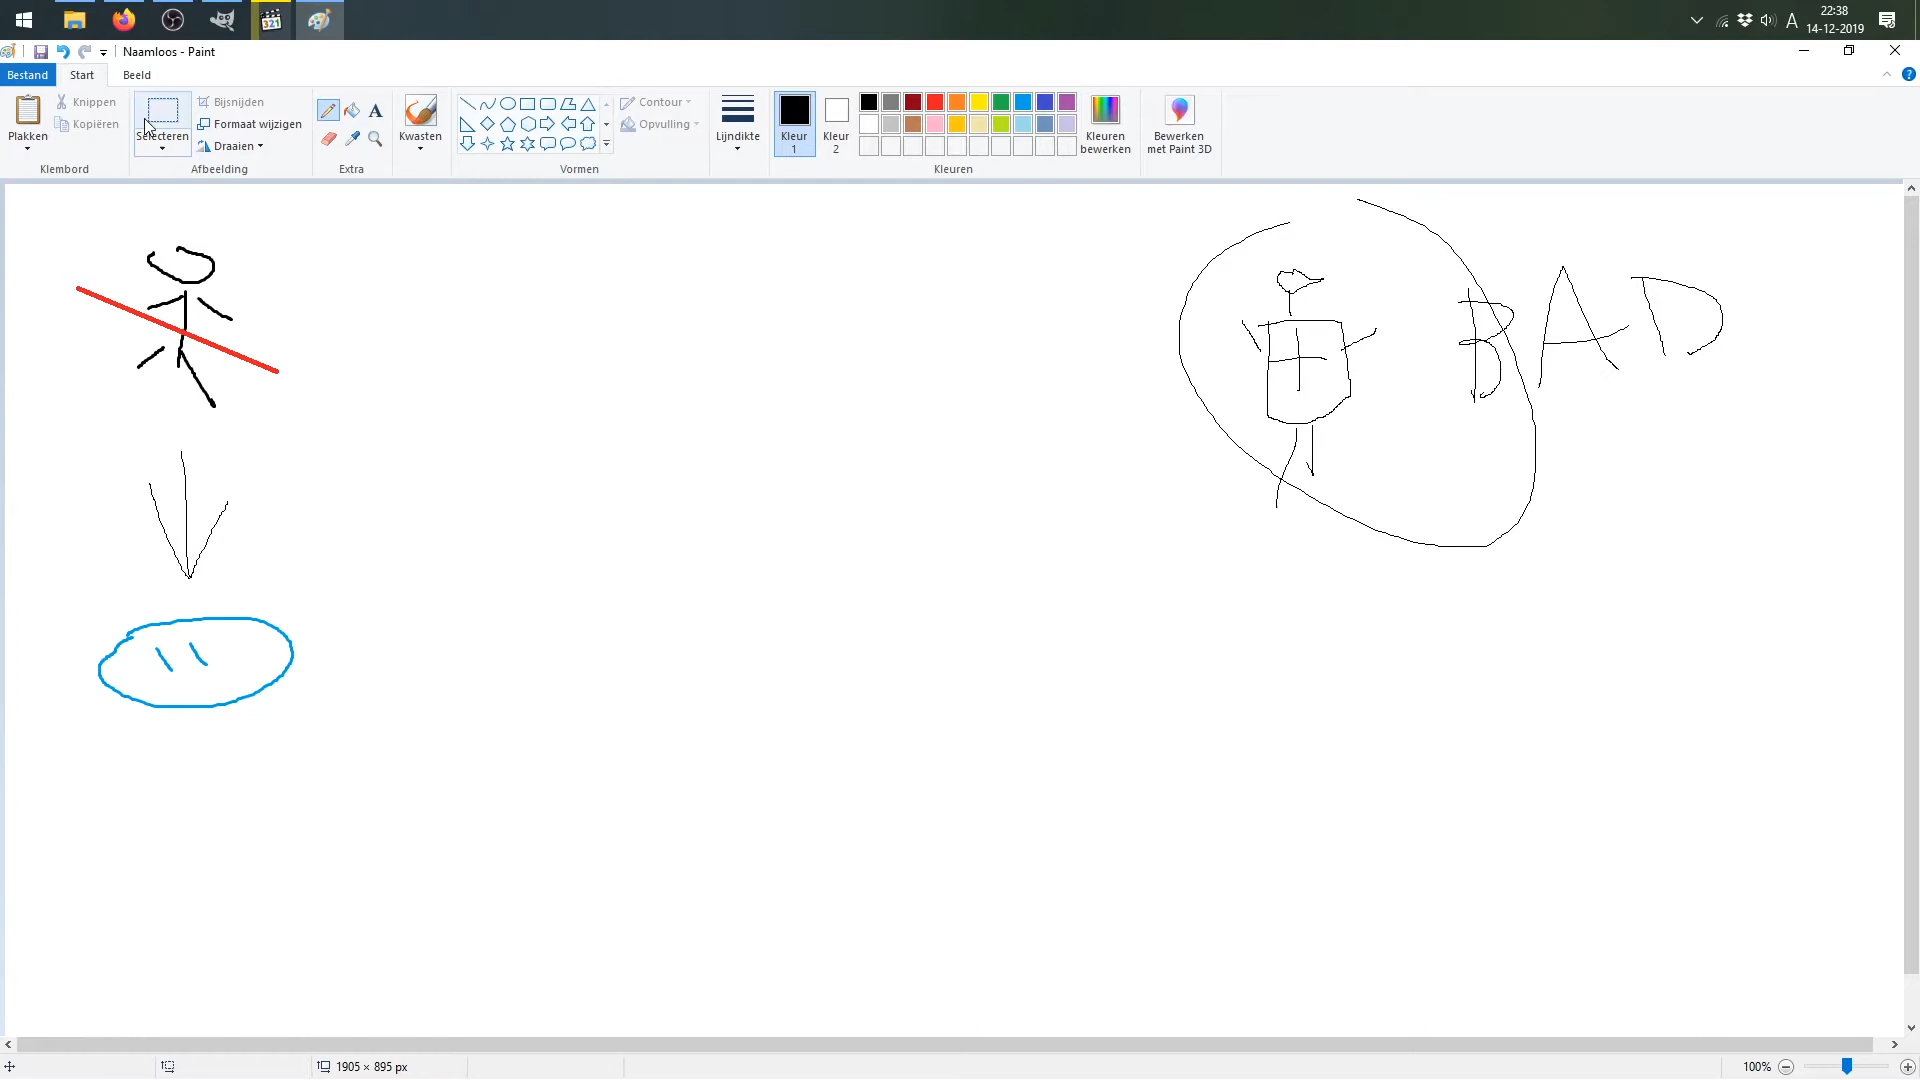 321
A
22:38
14-12-2019
Naamloos - Paint
Bestand
Start
Beeld
Plakken
Knippen
Kopiëren
Klembord
Selecteren
Bijsnijden
Formaat wijzigen
Draaien
Afbeelding
A
Extra
Kwasten
Contour
Opvulling
Vormen
Lijndikte
Kleur
1
Kleur
2
Kleuren
bewerken
Kleuren
Bewerken
met Paint 3D
BAD
1905 × 895 px
100%